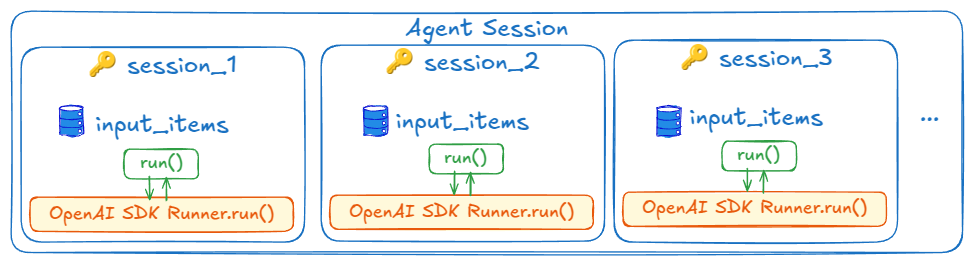 Agent Session
session_1
input_items
run()
OpenAI SDK Runner.run()
session_2
input_items
run()
OpenAI SDK Runner.run()
session_3
input_items
run()
OpenAI SDK Runner.run()
...